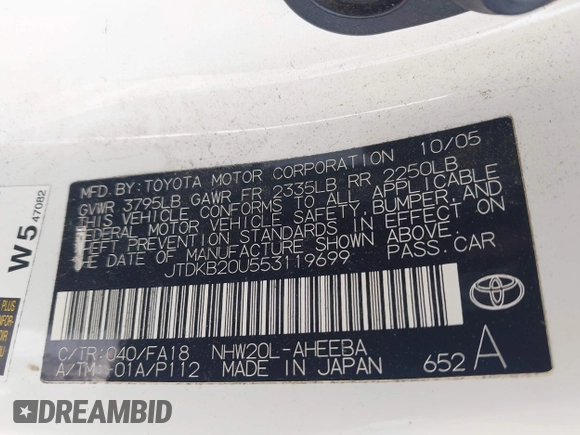 MFD. BY: TOYOTA MOTOR CORPORATION 10/05
GVWR 3795LB GAWR FR 2335LB RR 2250LB
THIS VEHICLE CONFORMS TO ALL APPLICABLE
FEDERAL MOTOR VEHICLE SAFETY, BUMPER, AND
THEFT PREVENTION STANDARDS IN EFFECT ON
THE DATE OF MANUFACTURE SHOWN ABOVE.
JTDKB20U553119699 PASS. CAR
C/TR: 040/FA18 NHW20L-AHEEBA
A/TM: -01A/P112 MADE IN JAPAN 652 A
W5 47082
PLUS
DREAMBID